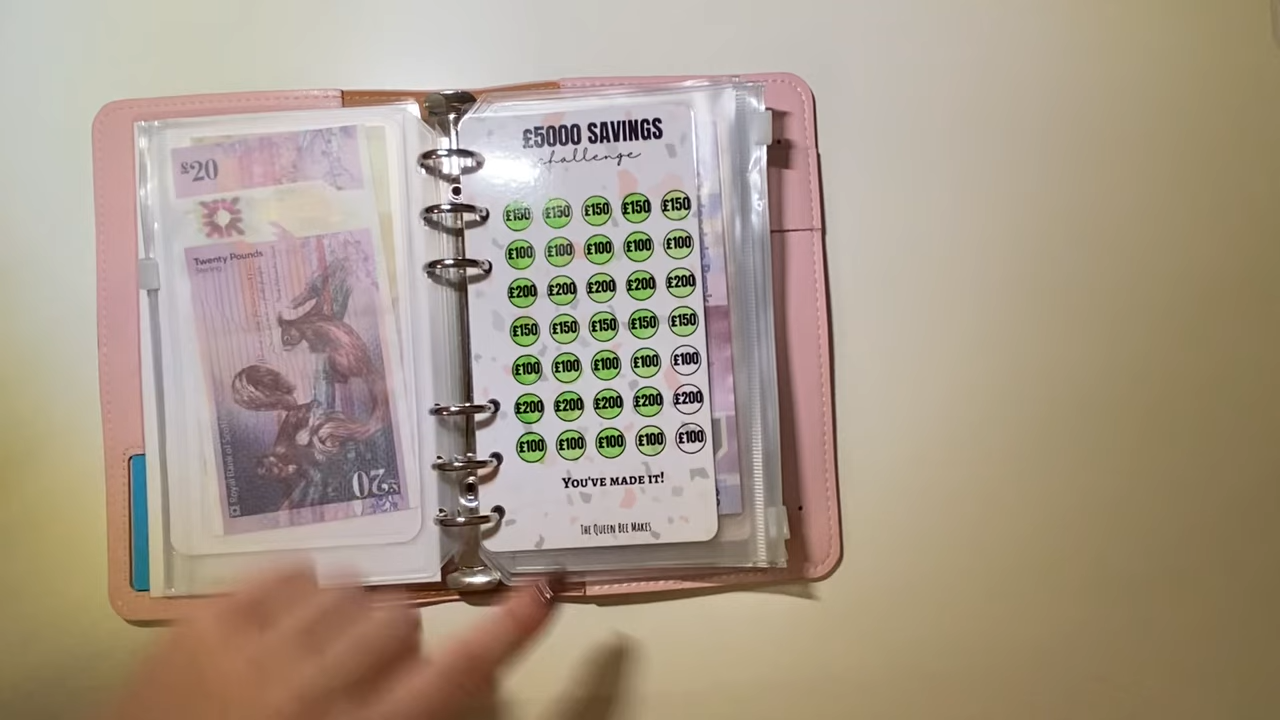 £20
Twenty Pounds
Sterling
Royal Bank of Scot
20
£5000 SAVINGS
challenge
£150 £150 £150 £150 £150
£100 £100 £100 £100 £100
£200 £200 £200 £200 £200
£150 £150 £150 £150 £150
£100 £100 £100 £100 £100
£200 £200 £200 £200 £200
£100 £100 £100 £100 £100
YOU'VE MADE IT!
THE QUEEN BEE MAKES